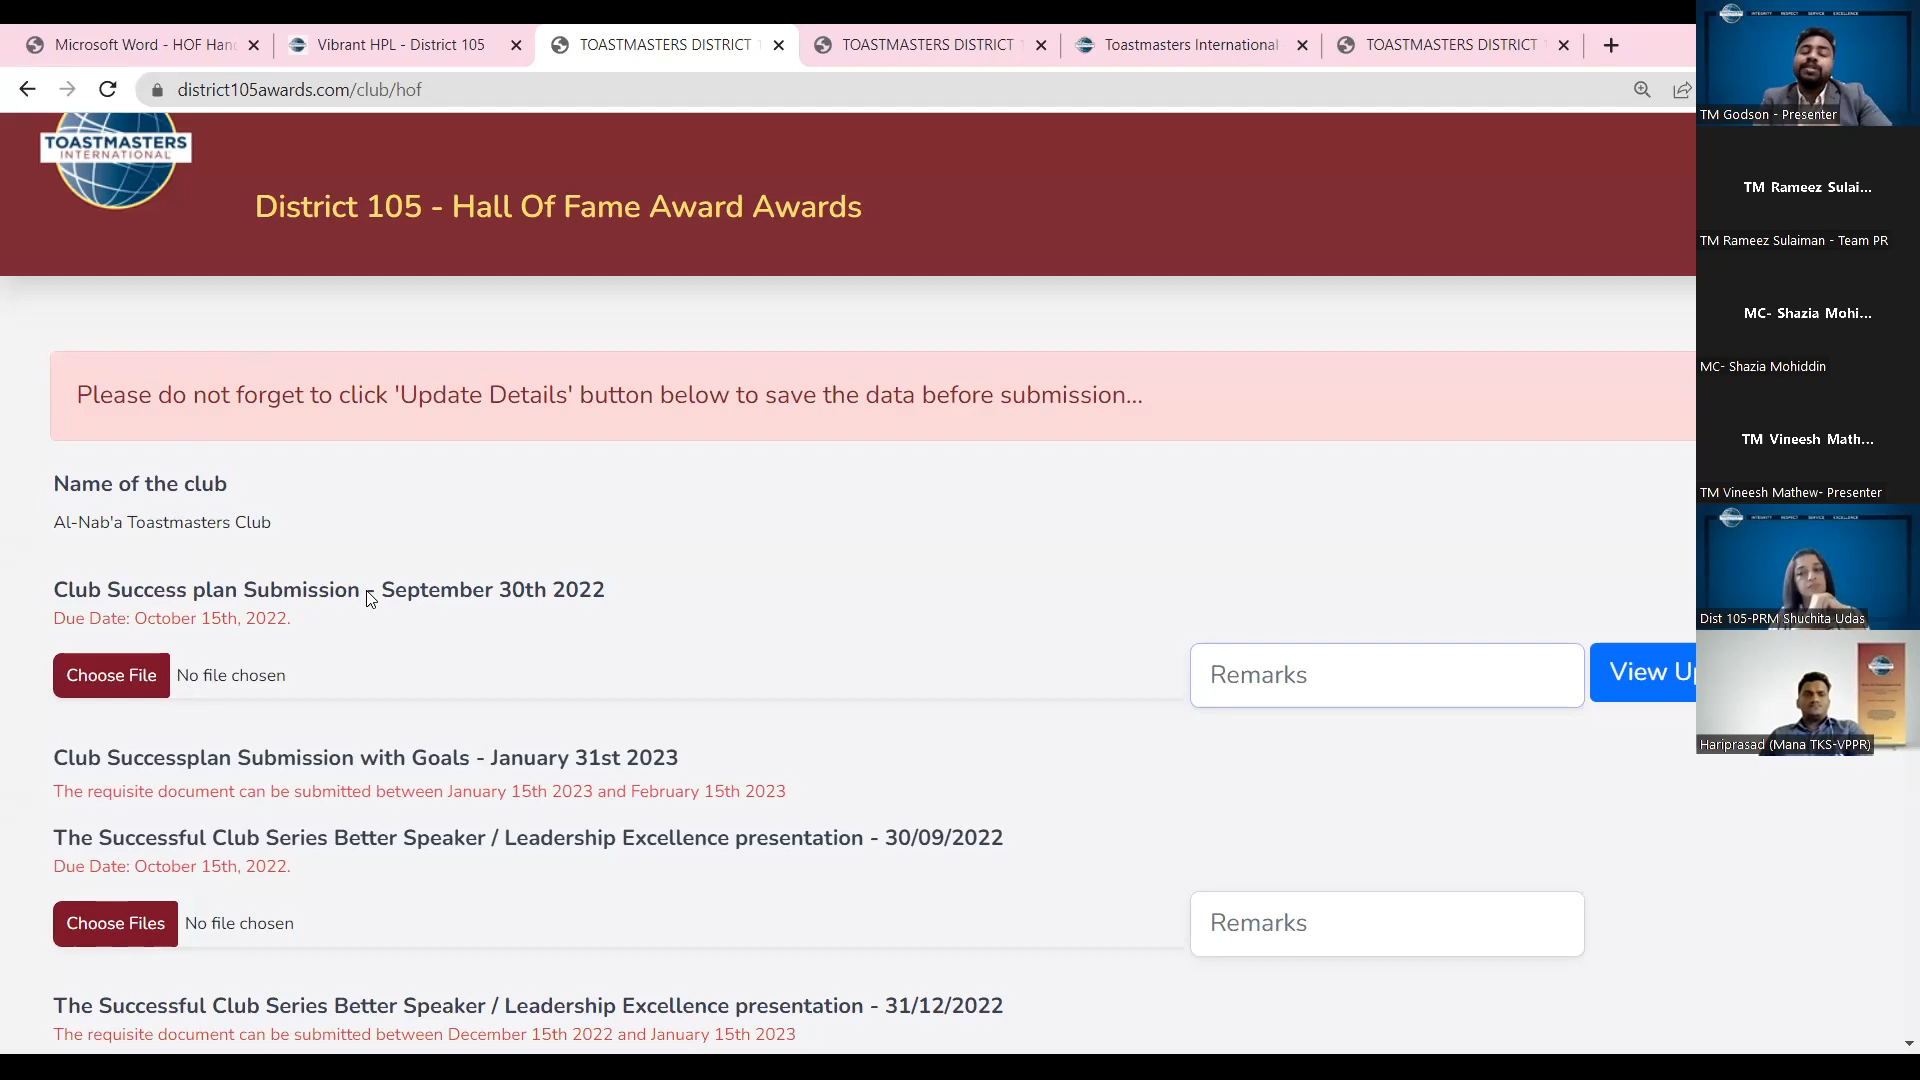 Microsoft Word - HOF Han
Vibrant HPL - District 105
TOASTMASTERS DISTRICT 1
TOASTMASTERS DISTRICT 1
Toastmasters International
TOASTMASTERS DISTRICT 1
district105awards.com/club/hof
TOASTMASTERS
INTERNATIONAL
District 105 - Hall Of Fame Award Awards
Please do not forget to click 'Update Details' button below to save the data before submission...
Name of the club
Al-Nab'a Toastmasters Club
Club Success plan Submission - September 30th 2022
Due Date: October 15th, 2022.
Choose File No file chosen
Remarks
View Up
Club Successplan Submission with Goals - January 31st 2023
The requisite document can be submitted between January 15th 2023 and February 15th 2023
The Successful Club Series Better Speaker / Leadership Excellence presentation - 30/09/2022
Due Date: October 15th, 2022.
Choose Files No file chosen
Remarks
The Successful Club Series Better Speaker / Leadership Excellence presentation - 31/12/2022
The requisite document can be submitted between December 15th 2022 and January 15th 2023
TM Godson - Presenter
TM Rameez Sulai...
TM Rameez Sulaiman - Team PR
MC- Shazia Mohi...
MC- Shazia Mohiddin
TM Vineesh Math...
TM Vineesh Mathew- Presenter
Dist 105-PRM Shuchita Udas
Hariprasad (Mana TKS-VPPR)